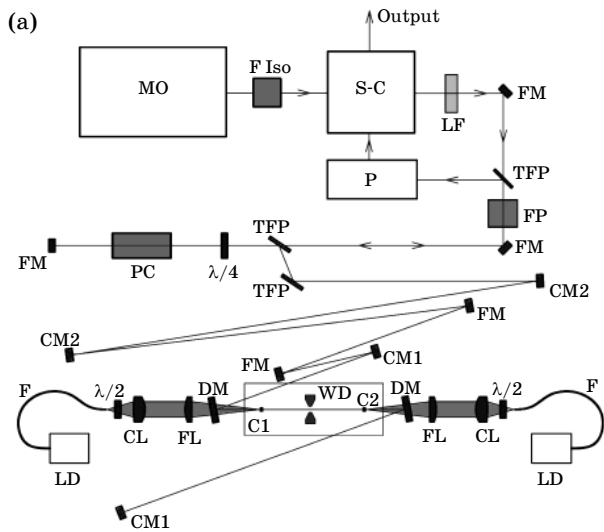 (a)
Output
MO
F Iso
S-C
LF
FM
TFP
P
FP
FM
TFP
FM
PC
λ/4
TFP
CM2
FM
CM2
FM
CM1
F
λ/2
DM
WD
DM
λ/2
F
CL
FL
C1
C2
FL
CL
LD
LD
CM1